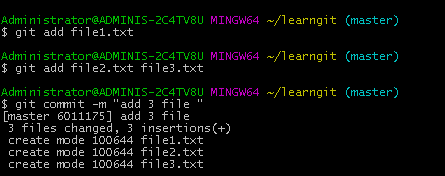 Administrator@ADMINIS-2C4TV8U MINGW64 ~/learngit (master)
$ git add file1.txt
Administrator@ADMINIS-2C4TV8U MINGW64 ~/learngit (master)
$ git add file2.txt file3.txt
Administrator@ADMINIS-2C4TV8U MINGW64 ~/learngit (master)
$ git commit -m "add 3 file "
[master 6011175] add 3 file
3 files changed, 3 insertions(+)
create mode 100644 file1.txt
create mode 100644 file2.txt
create mode 100644 file3.txt